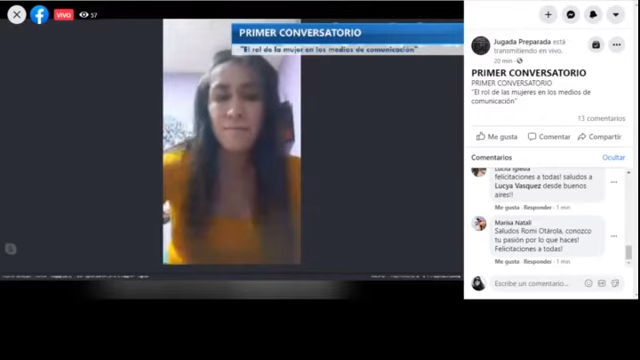 VIVO
57
PRIMER CONVERSATORIO
"El rol de la mujer en los medios de comunicación"
Jugada Preparada está
transmitiendo en vivo.
20 min ·
PRIMER CONVERSATORIO
PRIMER CONVERSATORIO
"El rol de las mujeres en los medios de
comunicación"
13 comentarios
Me gusta
Comentar
Compartir
Comentarios
Ocultar
Lucya Iglesia
felicitaciones a todas! saludos a
Lucya Vasquez desde buenos
aires!!
Me gusta · Responder · 1 min
Marisa Natali
Saludos Romi Otárola, conozco
tu pasión por lo que haces!
Felicitaciones a todas!
Me gusta · Responder · 1 min
Escribe un comentario...